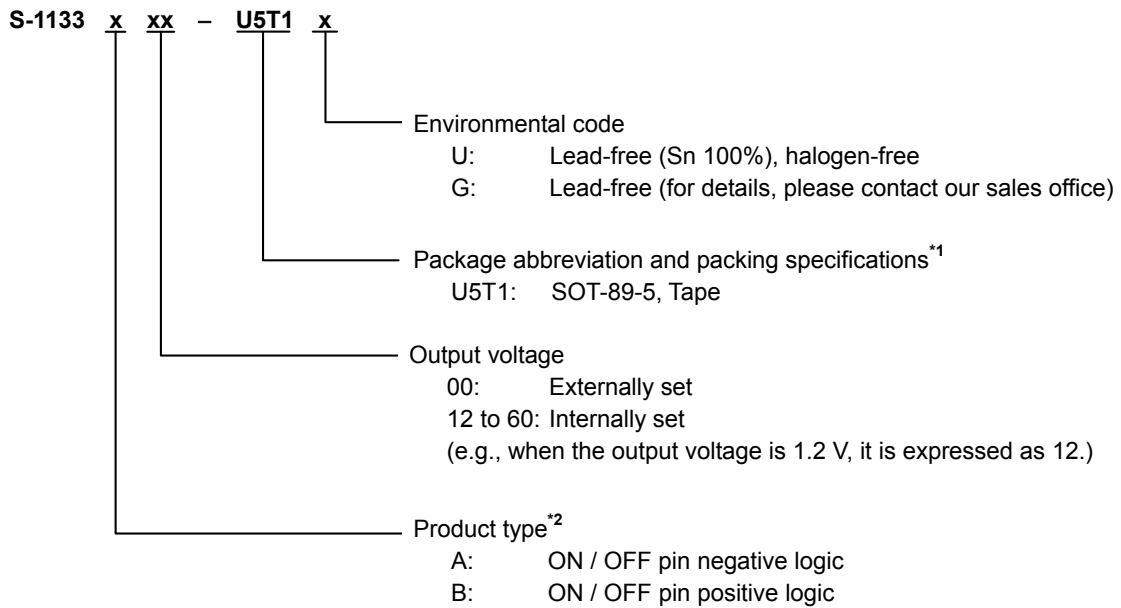 S-1133 x xx – U5T1 x
Environmental code
U: Lead-free (Sn 100%), halogen-free
G: Lead-free (for details, please contact our sales office)
Package abbreviation and packing specifications*1
U5T1: SOT-89-5, Tape
Output voltage
00: Externally set
12 to 60: Internally set
(e.g., when the output voltage is 1.2 V, it is expressed as 12.)
Product type*2
A: ON / OFF pin negative logic
B: ON / OFF pin positive logic